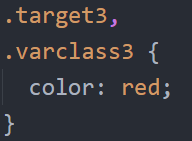 .target3,
.varclass3 {
  color: red;
}